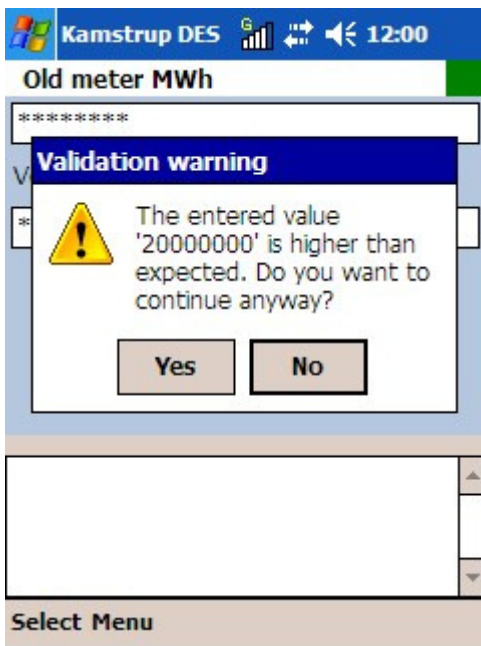 Kamstrup DES G 12:00
Old meter MWh
********
Validation warning
The entered value
'20000000' is higher than
expected. Do you want to
continue anyway?
Yes No
Select Menu